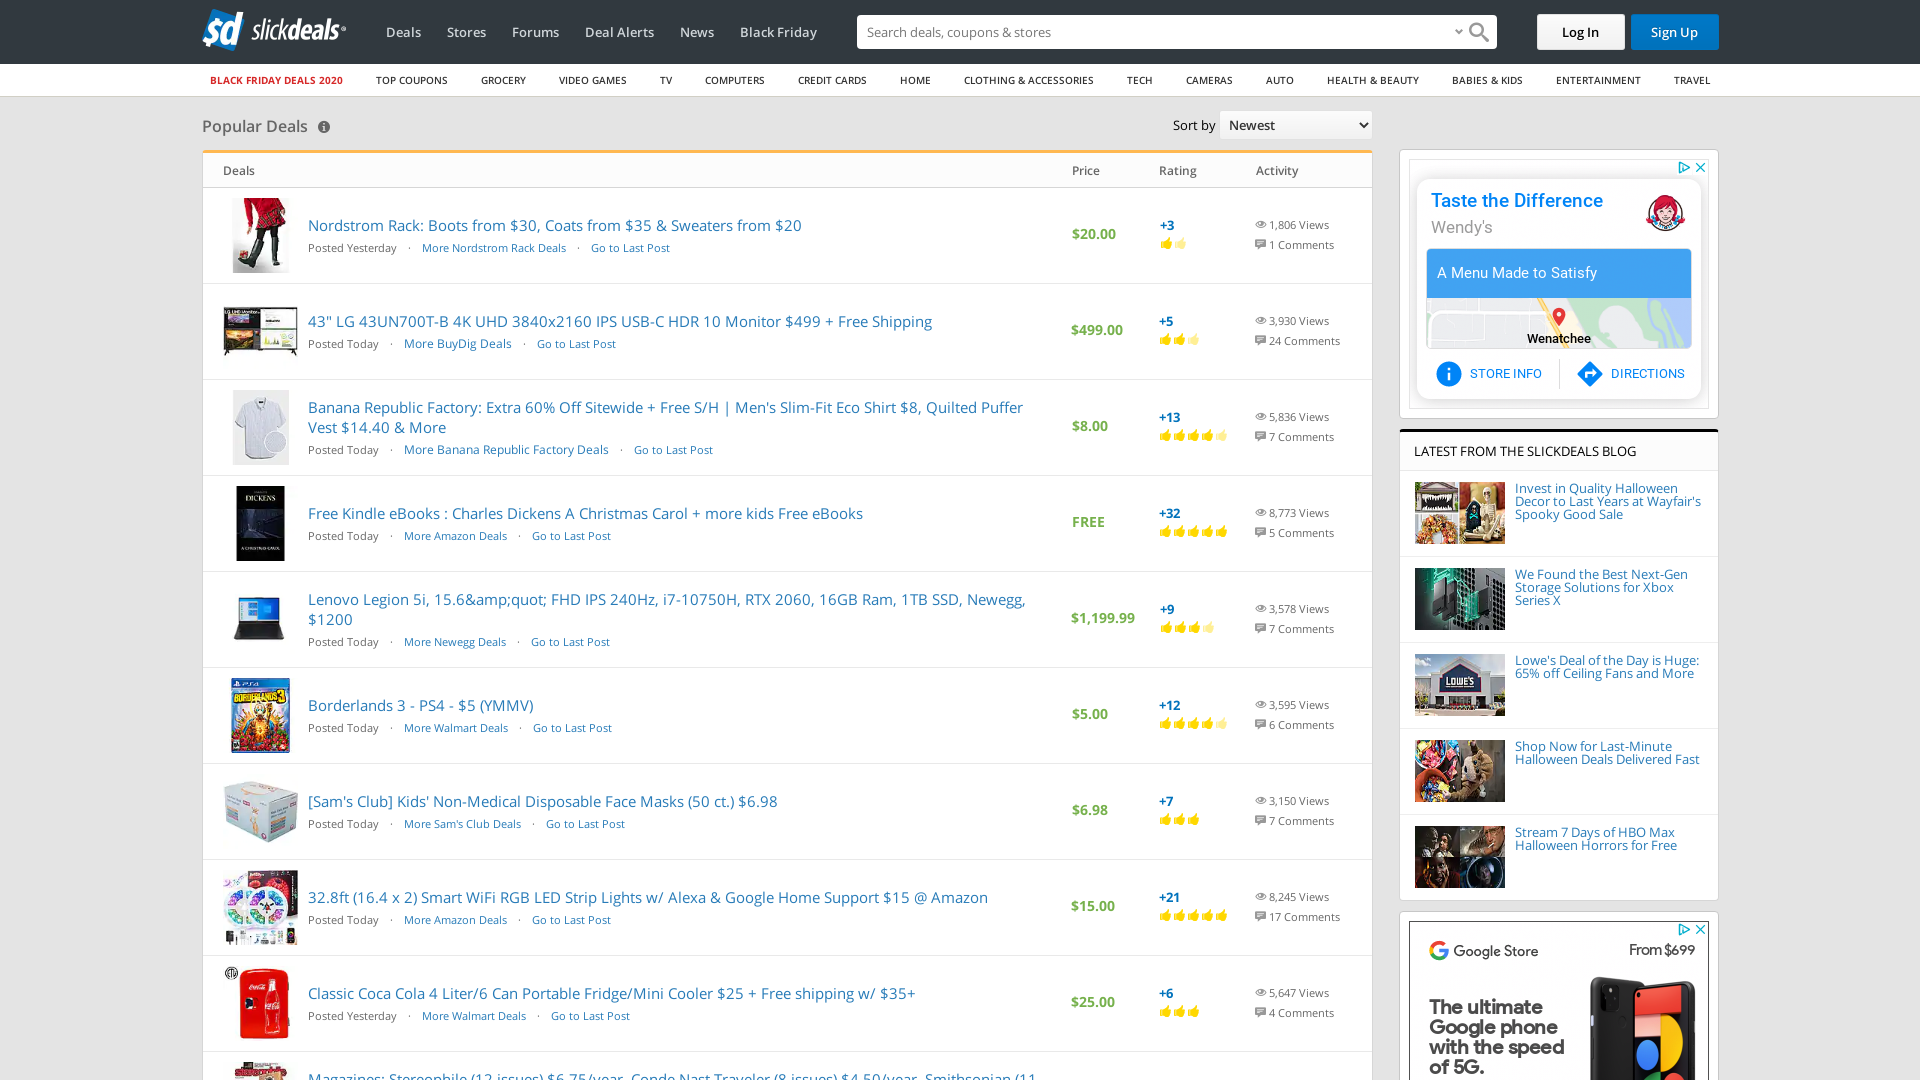 sd slickdeals®
Deals Stores Forums Deal Alerts News Black Friday
Search deals, coupons & stores
Log In Sign Up
BLACK FRIDAY DEALS 2020 TOP COUPONS GROCERY VIDEO GAMES TV COMPUTERS CREDIT CARDS HOME CLOTHING & ACCESSORIES TECH CAMERAS AUTO HEALTH & BEAUTY BABIES & KIDS ENTERTAINMENT TRAVEL
Popular Deals
Sort by Newest
Deals Price Rating Activity
Nordstrom Rack: Boots from $30, Coats from $35 & Sweaters from $20
Posted Yesterday · More Nordstrom Rack Deals · Go to Last Post
$20.00
+3
1,806 Views
1 Comments
43" LG 43UN700T-B 4K UHD 3840x2160 IPS USB-C HDR 10 Monitor $499 + Free Shipping
Posted Today · More BuyDig Deals · Go to Last Post
$499.00
+5
3,930 Views
24 Comments
Banana Republic Factory: Extra 60% Off Sitewide + Free S/H | Men's Slim-Fit Eco Shirt $8, Quilted Puffer
Vest $14.40 & More
Posted Today · More Banana Republic Factory Deals · Go to Last Post
$8.00
+13
5,836 Views
7 Comments
DICKENS
A CHRISTMAS CAROL
Free Kindle eBooks : Charles Dickens A Christmas Carol + more kids Free eBooks
Posted Today · More Amazon Deals · Go to Last Post
FREE
+32
8,773 Views
5 Comments
Lenovo Legion 5i, 15.6&amp;quot; FHD IPS 240Hz, i7-10750H, RTX 2060, 16GB Ram, 1TB SSD, Newegg,
$1200
Posted Today · More Newegg Deals · Go to Last Post
$1,199.99
+9
3,578 Views
7 Comments
PS4
BORDERLANDS 3
Borderlands 3 - PS4 - $5 (YMMV)
Posted Today · More Walmart Deals · Go to Last Post
$5.00
+12
3,595 Views
6 Comments
[Sam's Club] Kids' Non-Medical Disposable Face Masks (50 ct.) $6.98
Posted Today · More Sam's Club Deals · Go to Last Post
$6.98
+7
3,150 Views
7 Comments
32.8ft (16.4 x 2) Smart WiFi RGB LED Strip Lights w/ Alexa & Google Home Support $15 @ Amazon
Posted Today · More Amazon Deals · Go to Last Post
$15.00
+21
8,245 Views
17 Comments
Coca-Cola
Classic Coca Cola 4 Liter/6 Can Portable Fridge/Mini Cooler $25 + Free shipping w/ $35+
Posted Yesterday · More Walmart Deals · Go to Last Post
$25.00
+6
5,647 Views
4 Comments
Magazines: Stereophile (12 issues) $6.75/year, Conde Nast Traveler (8 issues) $4.50/year, Smithsonian (11
Taste the Difference
Wendy's
A Menu Made to Satisfy
Wenatchee
STORE INFO DIRECTIONS
LATEST FROM THE SLICKDEALS BLOG
Invest in Quality Halloween
Decor to Last Years at Wayfair's
Spooky Good Sale
We Found the Best Next-Gen
Storage Solutions for Xbox
Series X
LOWE'S
Lowe's Deal of the Day is Huge:
65% off Ceiling Fans and More
Shop Now for Last-Minute
Halloween Deals Delivered Fast
Stream 7 Days of HBO Max
Halloween Horrors for Free
Google Store From $699
The ultimate
Google phone
with the speed
of 5G.